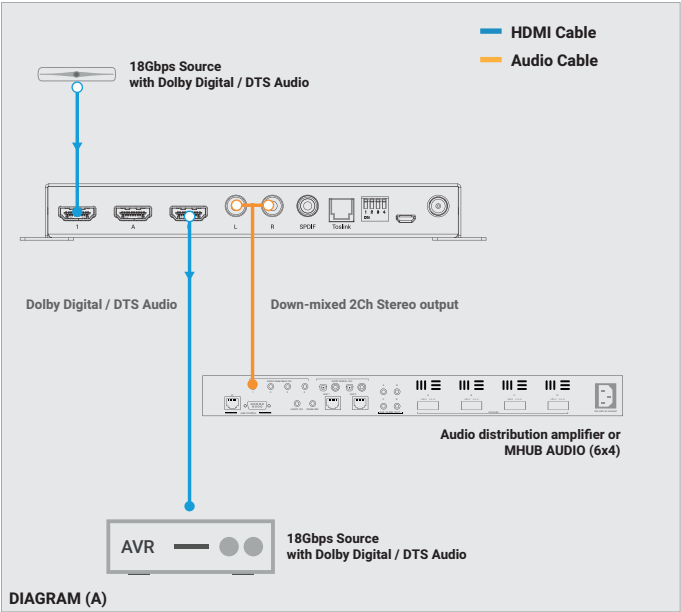 HDMI Cable
Audio Cable
18Gbps Source
with Dolby Digital / DTS Audio
1
A
L
R
SPDIF
Toslink
1 2 3 4
ON
Dolby Digital / DTS Audio
Down-mixed 2Ch Stereo output
Audio distribution amplifier or
MHUB AUDIO (6x4)
AVR
18Gbps Source
with Dolby Digital / DTS Audio
DIAGRAM (A)